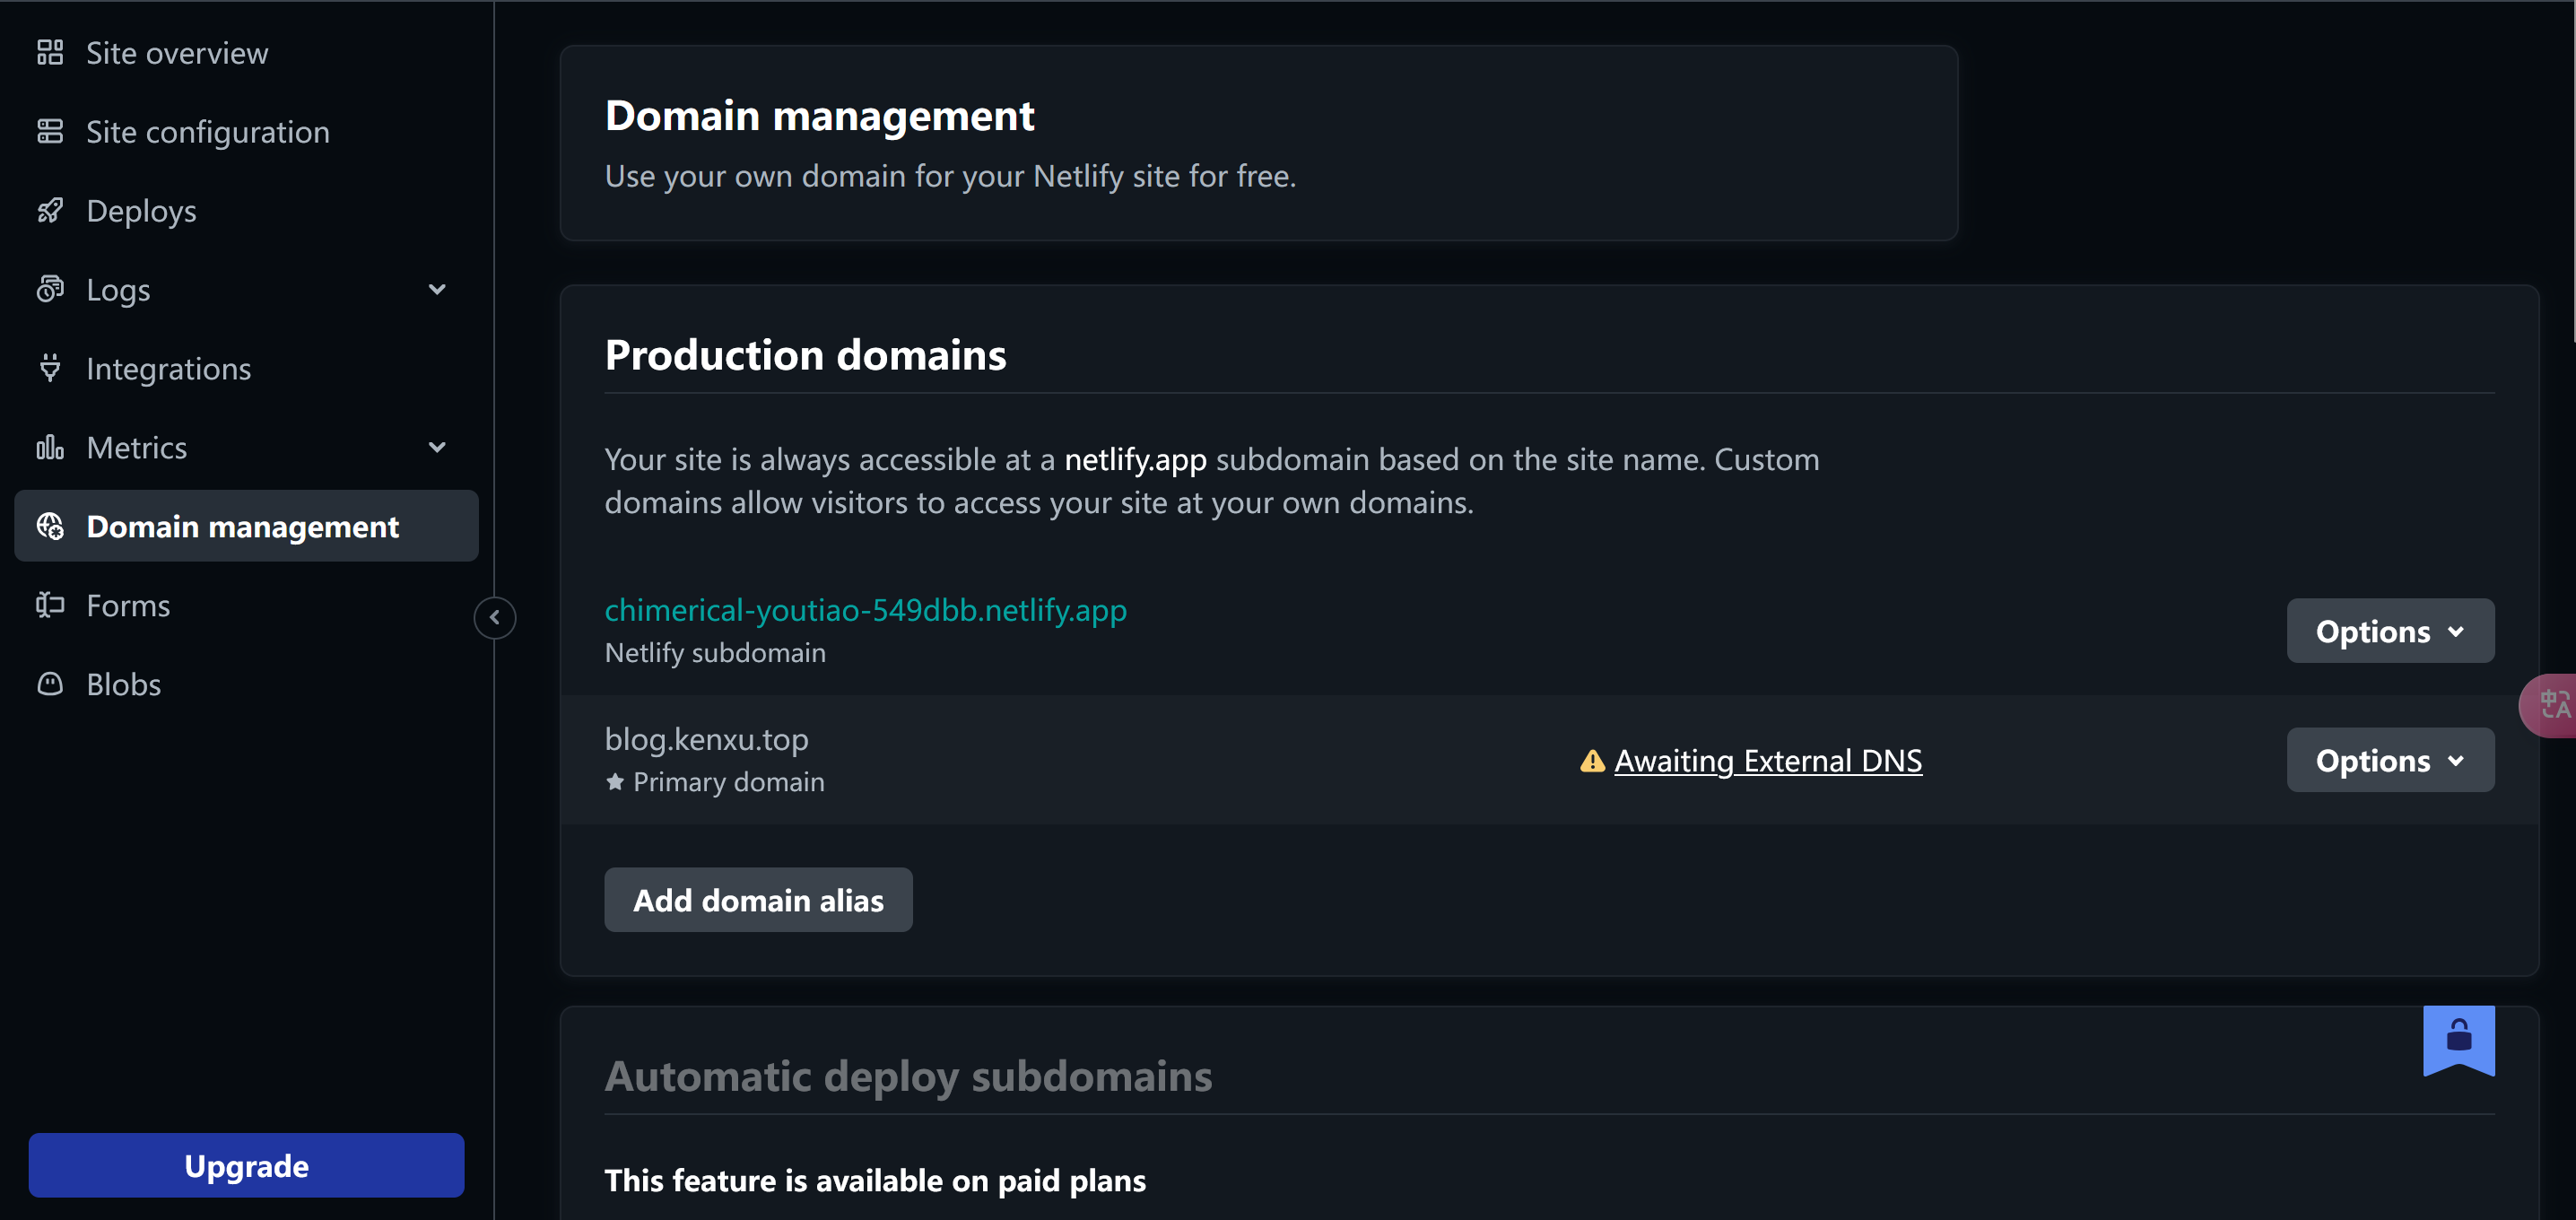 Site overview
Site configuration
Deploys
Logs
Integrations
Metrics
Domain management
Forms
Blobs
Upgrade
Domain management
Use your own domain for your Netlify site for free.
Production domains
Your site is always accessible at a netlify.app subdomain based on the site name. Custom
domains allow visitors to access your site at your own domains.
chimerical-youtiao-549dbb.netlify.app
Netlify subdomain
Options
blog.kenxu.top
Primary domain
Awaiting External DNS
Options
Add domain alias
Automatic deploy subdomains
This feature is available on paid plans
中A